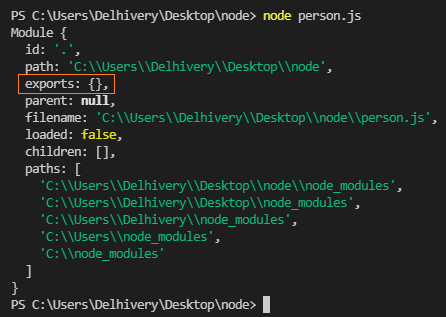 PS C:\Users\Delhivery\Desktop\node> node person.js
Module {
  id: '.',
  path: 'C:\\Users\\Delhivery\\Desktop\\node',
  exports: {},
  parent: null,
  filename: 'C:\\Users\\Delhivery\\Desktop\\node\\person.js',
  loaded: false,
  children: [],
  paths: [
    'C:\\Users\\Delhivery\\Desktop\\node\\node_modules',
    'C:\\Users\\Delhivery\\Desktop\\node_modules',
    'C:\\Users\\Delhivery\\node_modules',
    'C:\\Users\\node_modules',
    'C:\\node_modules'
  ]
}
PS C:\Users\Delhivery\Desktop\node>